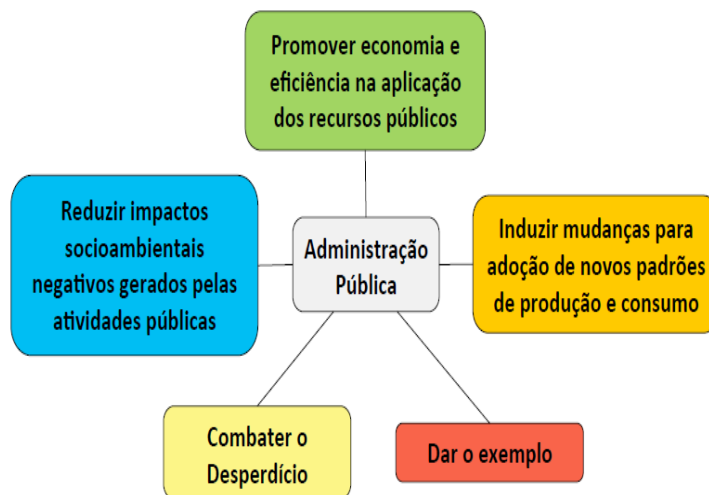 Promover economia e
eficiência na aplicação
dos recursos públicos
Reduzir impactos
socioambientais
negativos gerados pelas
atividades públicas
Administração
Pública
Induzir mudanças para
adoção de novos padrões
de produção e consumo
Combater o
Desperdício
Dar o exemplo